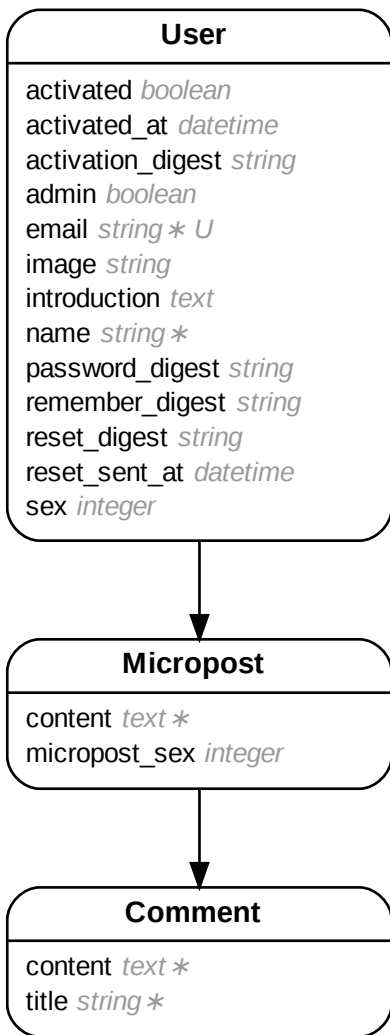 User
activated boolean
activated_at datetime
activation_digest string
admin boolean
email string ∗ U
image string
introduction text
name string ∗
password_digest string
remember_digest string
reset_digest string
reset_sent_at datetime
sex integer
Micropost
content text ∗
micropost_sex integer
Comment
content text ∗
title string ∗